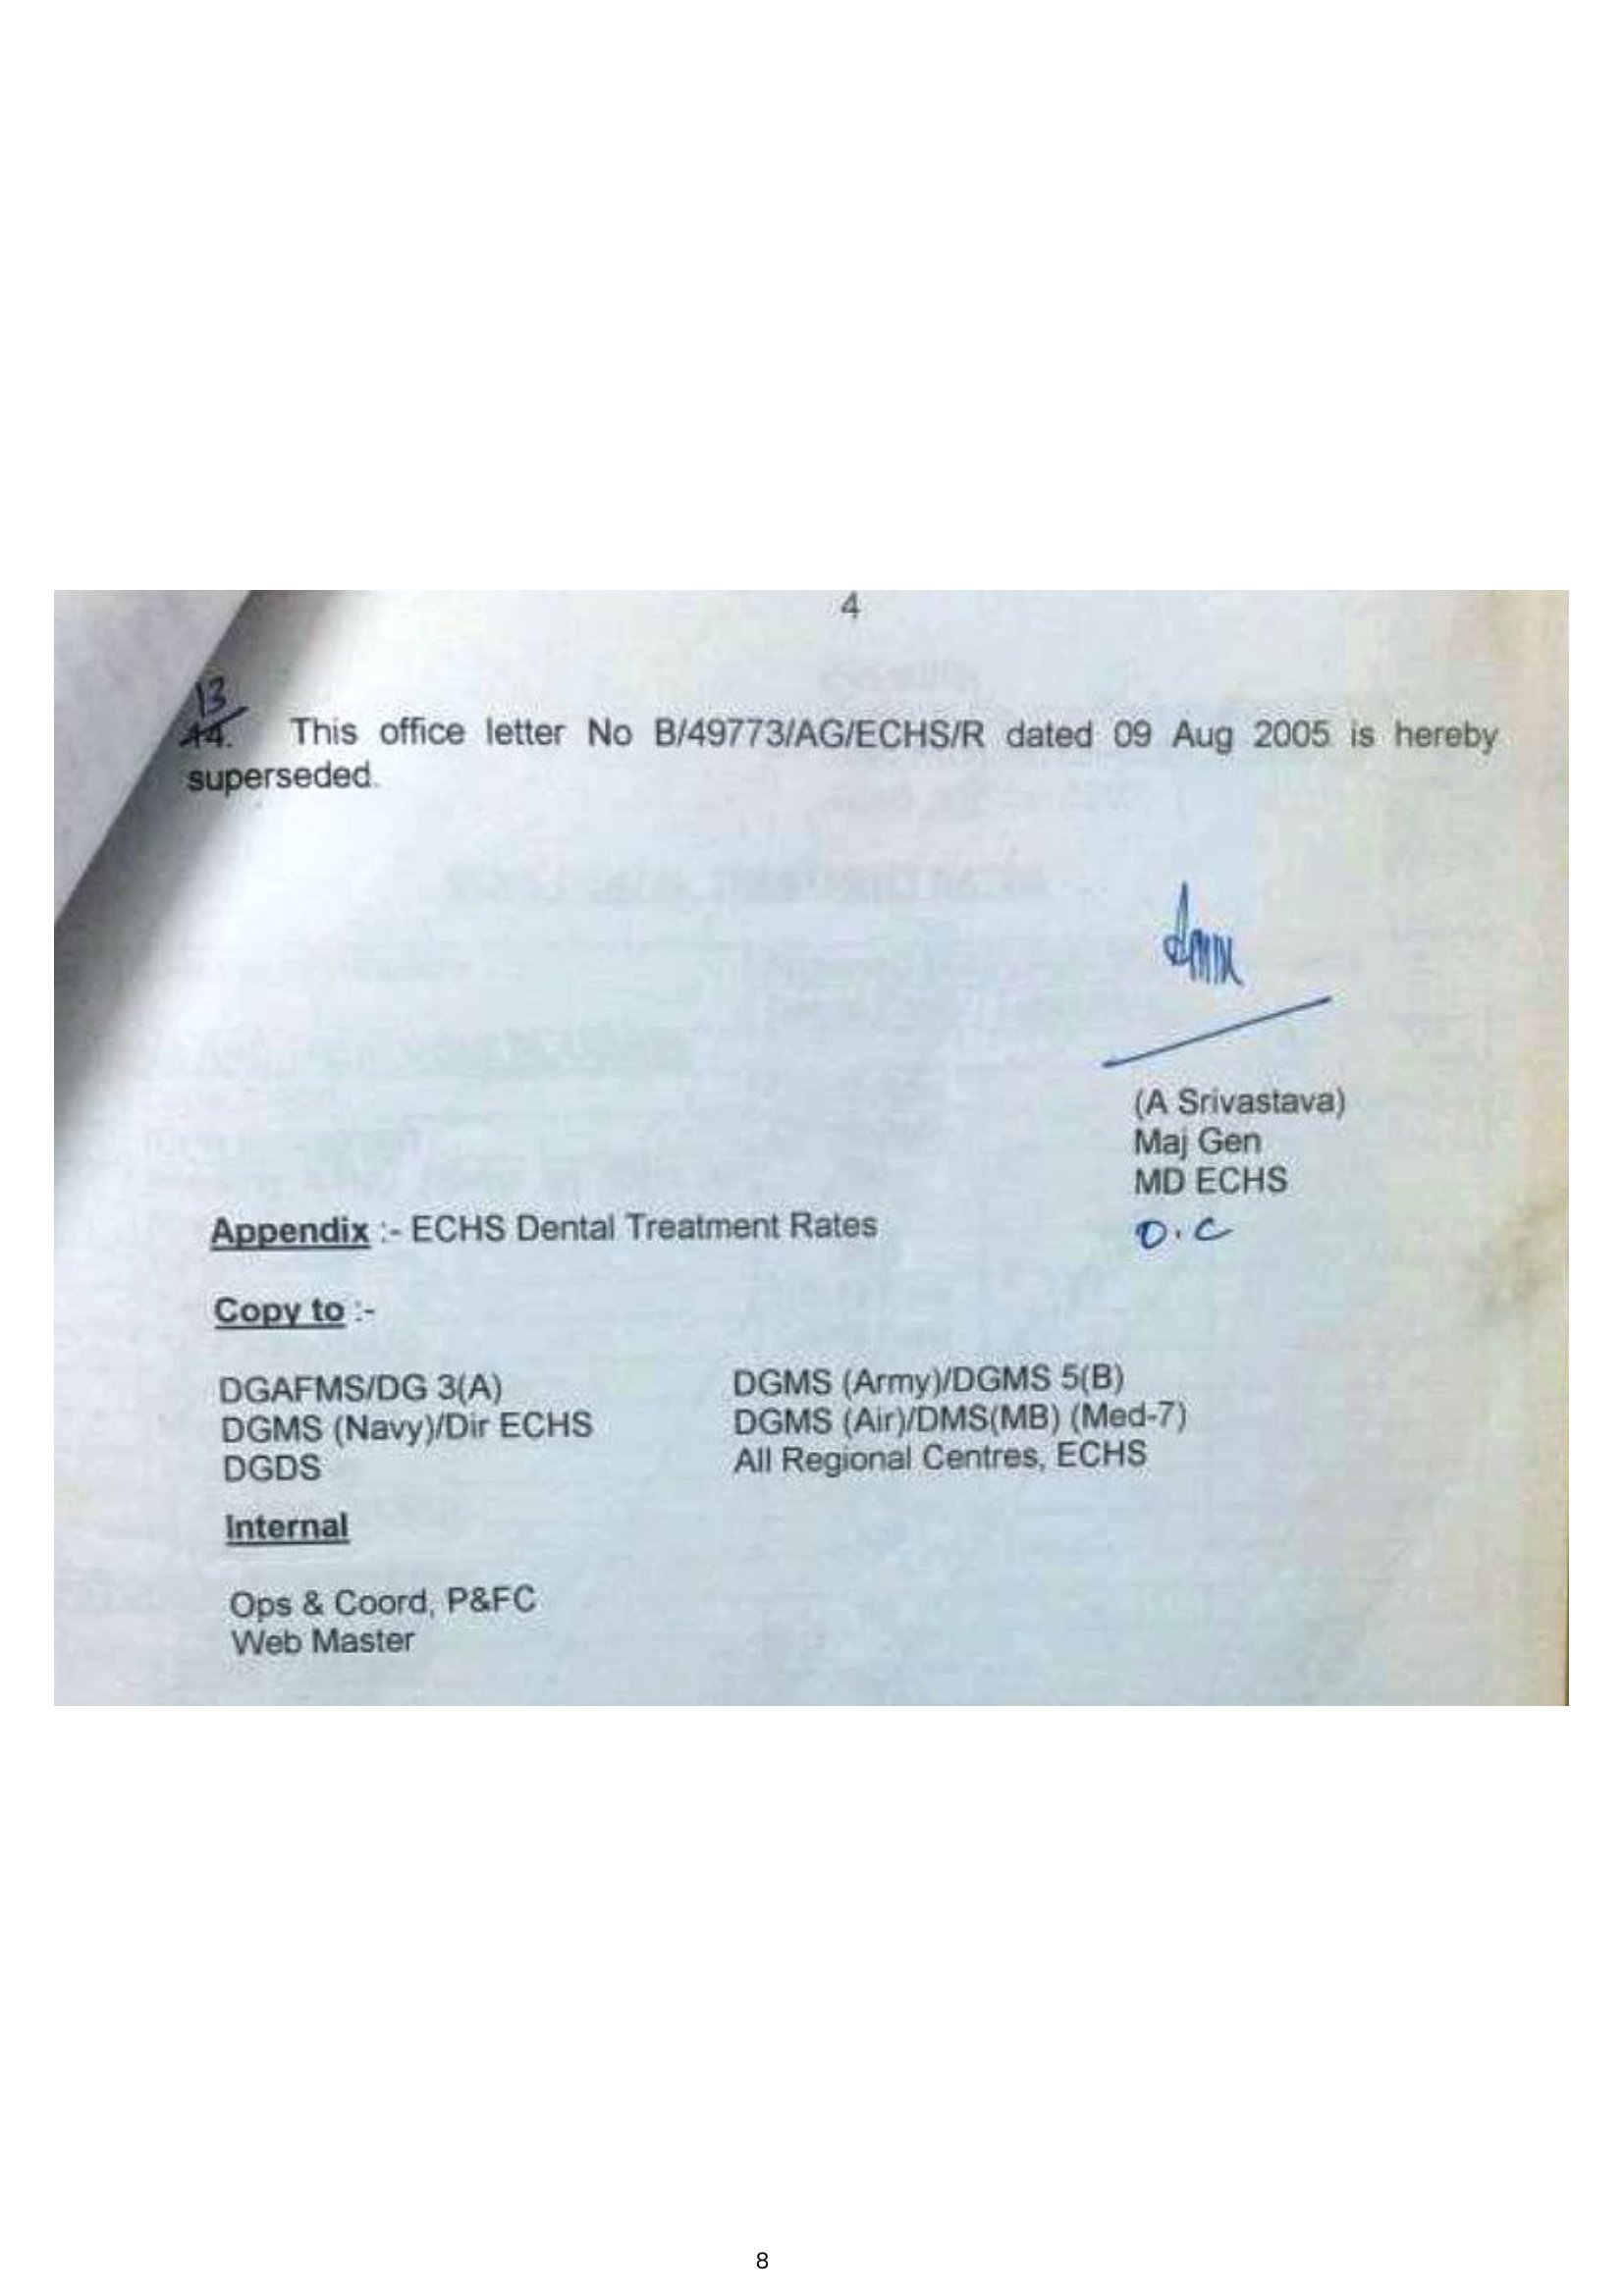 4
13
14. This office letter No B/49773/AG/ECHS/R dated 09 Aug 2005 is hereby
superseded.
(A Srivastava)
Maj Gen
MD ECHS
O.C
Appendix :- ECHS Dental Treatment Rates
Copy to :-
DGAFMS/DG 3(A) DGMS (Army)/DGMS 5(B)
DGMS (Navy)/Dir ECHS DGMS (Air)/DMS(MB) (Med-7)
DGDS All Regional Centres, ECHS
Internal
Ops & Coord, P&FC
Web Master
8